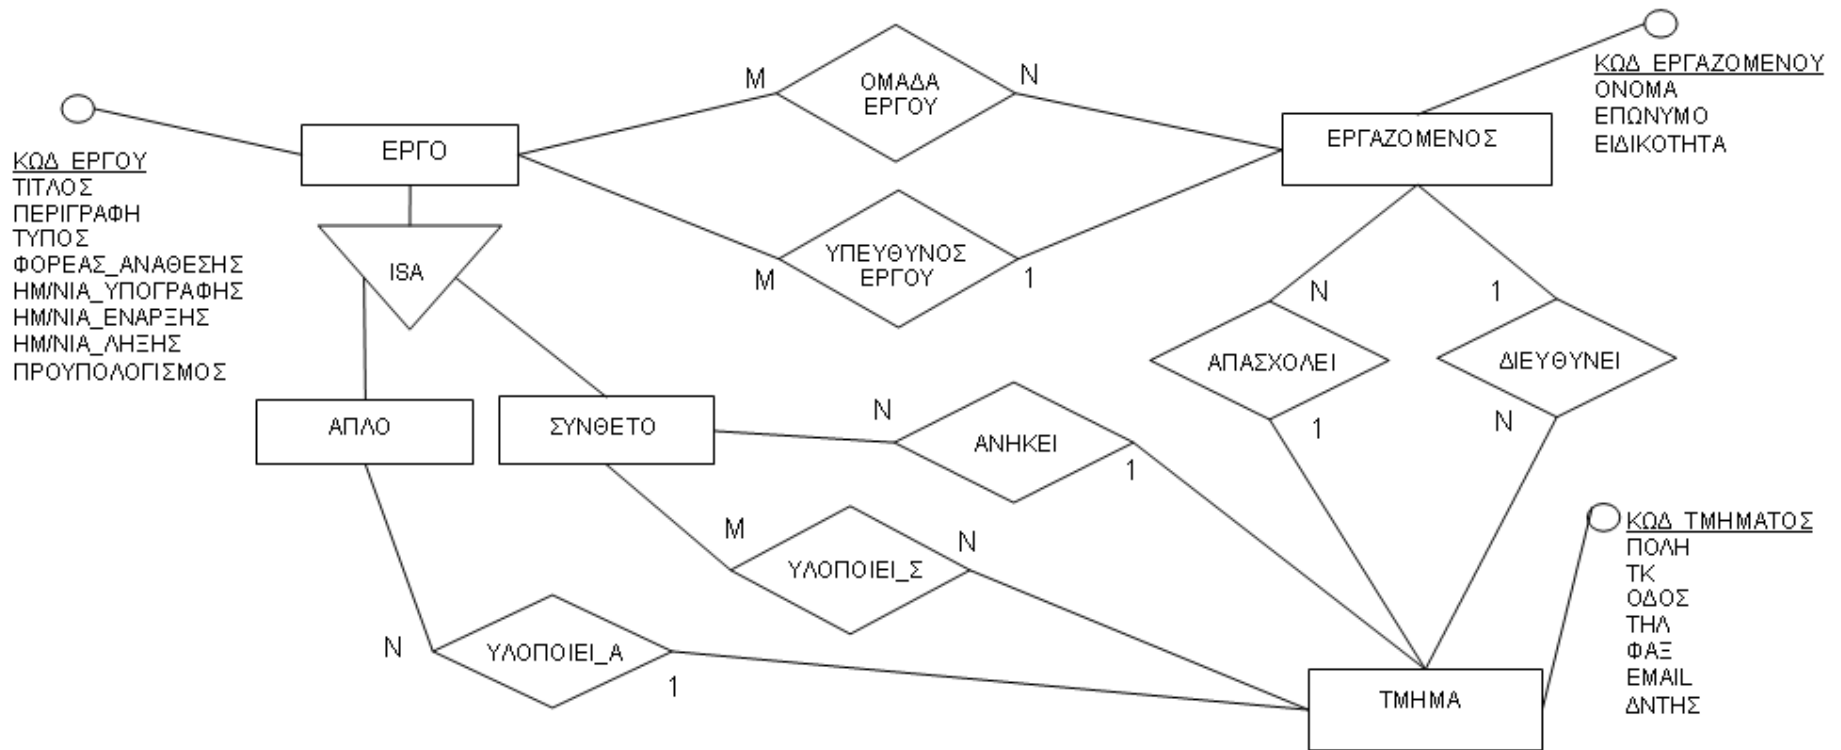 ΚΩΔ_ΕΡΓΟΥ
ΤΙΤΛΟΣ
ΠΕΡΙΓΡΑΦΗ
ΤΥΠΟΣ
ΦΟΡΕΑΣ_ΑΝΑΘΕΣΗΣ
ΗΜ/ΝΙΑ_ΥΠΟΓΡΑΦΗΣ
ΗΜ/ΝΙΑ_ΕΝΑΡΞΗΣ
ΗΜ/ΝΙΑ_ΛΗΞΗΣ
ΠΡΟΥΠΟΛΟΓΙΣΜΟΣ
ΕΡΓΟ
ISA
M
ΟΜΑΔΑ
ΕΡΓΟΥ
N
M
ΥΠΕΥΘΥΝΟΣ
ΕΡΓΟΥ
1
ΕΡΓΑΖΟΜΕΝΟΣ
ΚΩΔ_ΕΡΓΑΖΟΜΕΝΟΥ
ΟΝΟΜΑ
ΕΠΩΝΥΜΟ
ΕΙΔΙΚΟΤΗΤΑ
N
ΑΠΑΣΧΟΛΕΙ
1
1
ΔΙΕΥΘΥΝΕΙ
N
ΑΠΛΟ
ΣΥΝΘΕΤΟ
N
ΑΝΗΚΕΙ
1
M
ΥΛΟΠΟΙΕΙ_Σ
N
N
ΥΛΟΠΟΙΕΙ_Α
1
ΤΜΗΜΑ
ΚΩΔ_ΤΜΗΜΑΤΟΣ
ΠΟΛΗ
ΤΚ
ΟΔΟΣ
ΤΗΛ
ΦΑΞ
EMAIL
ΔΝΤΗΣ